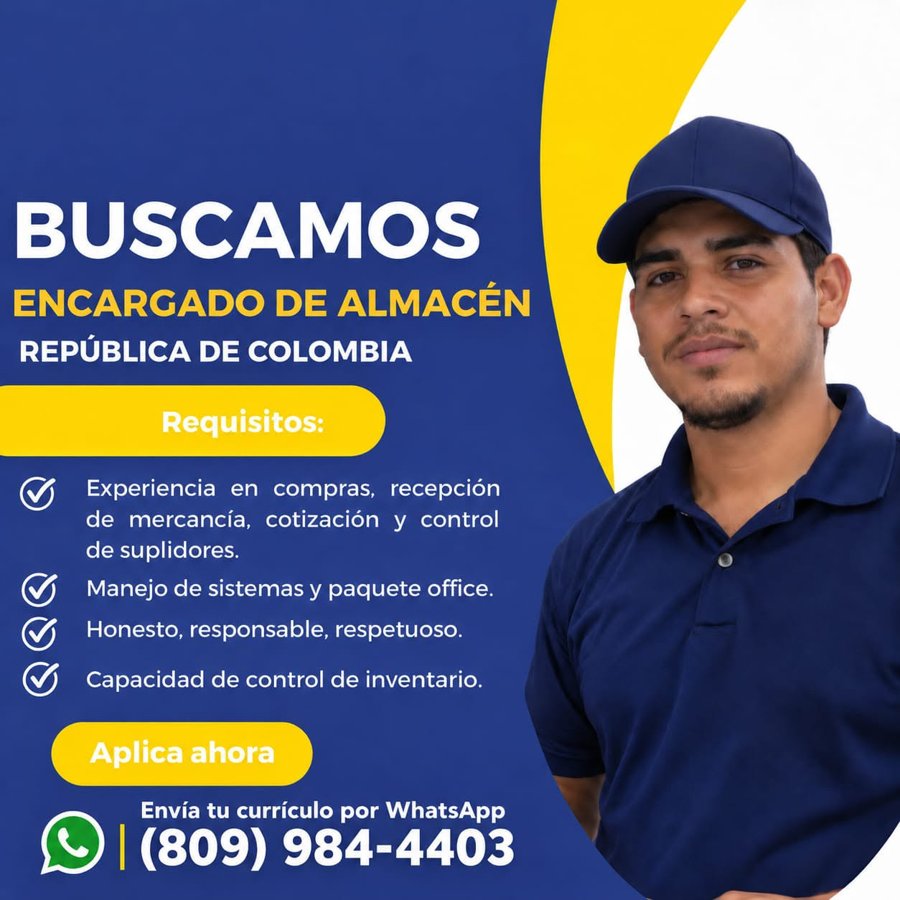 BUSCAMOS
ENCARGADO DE ALMACÉN
REPÚBLICA DE COLOMBIA
Requisitos:
Experiencia en compras, recepción
de mercancía, cotización y control
de suplidores.
Manejo de sistemas y paquete office.
Honesto, responsable, respetuoso.
Capacidad de control de inventario.
Aplica ahora
Envía tu currículo por WhatsApp
(809) 984-4403